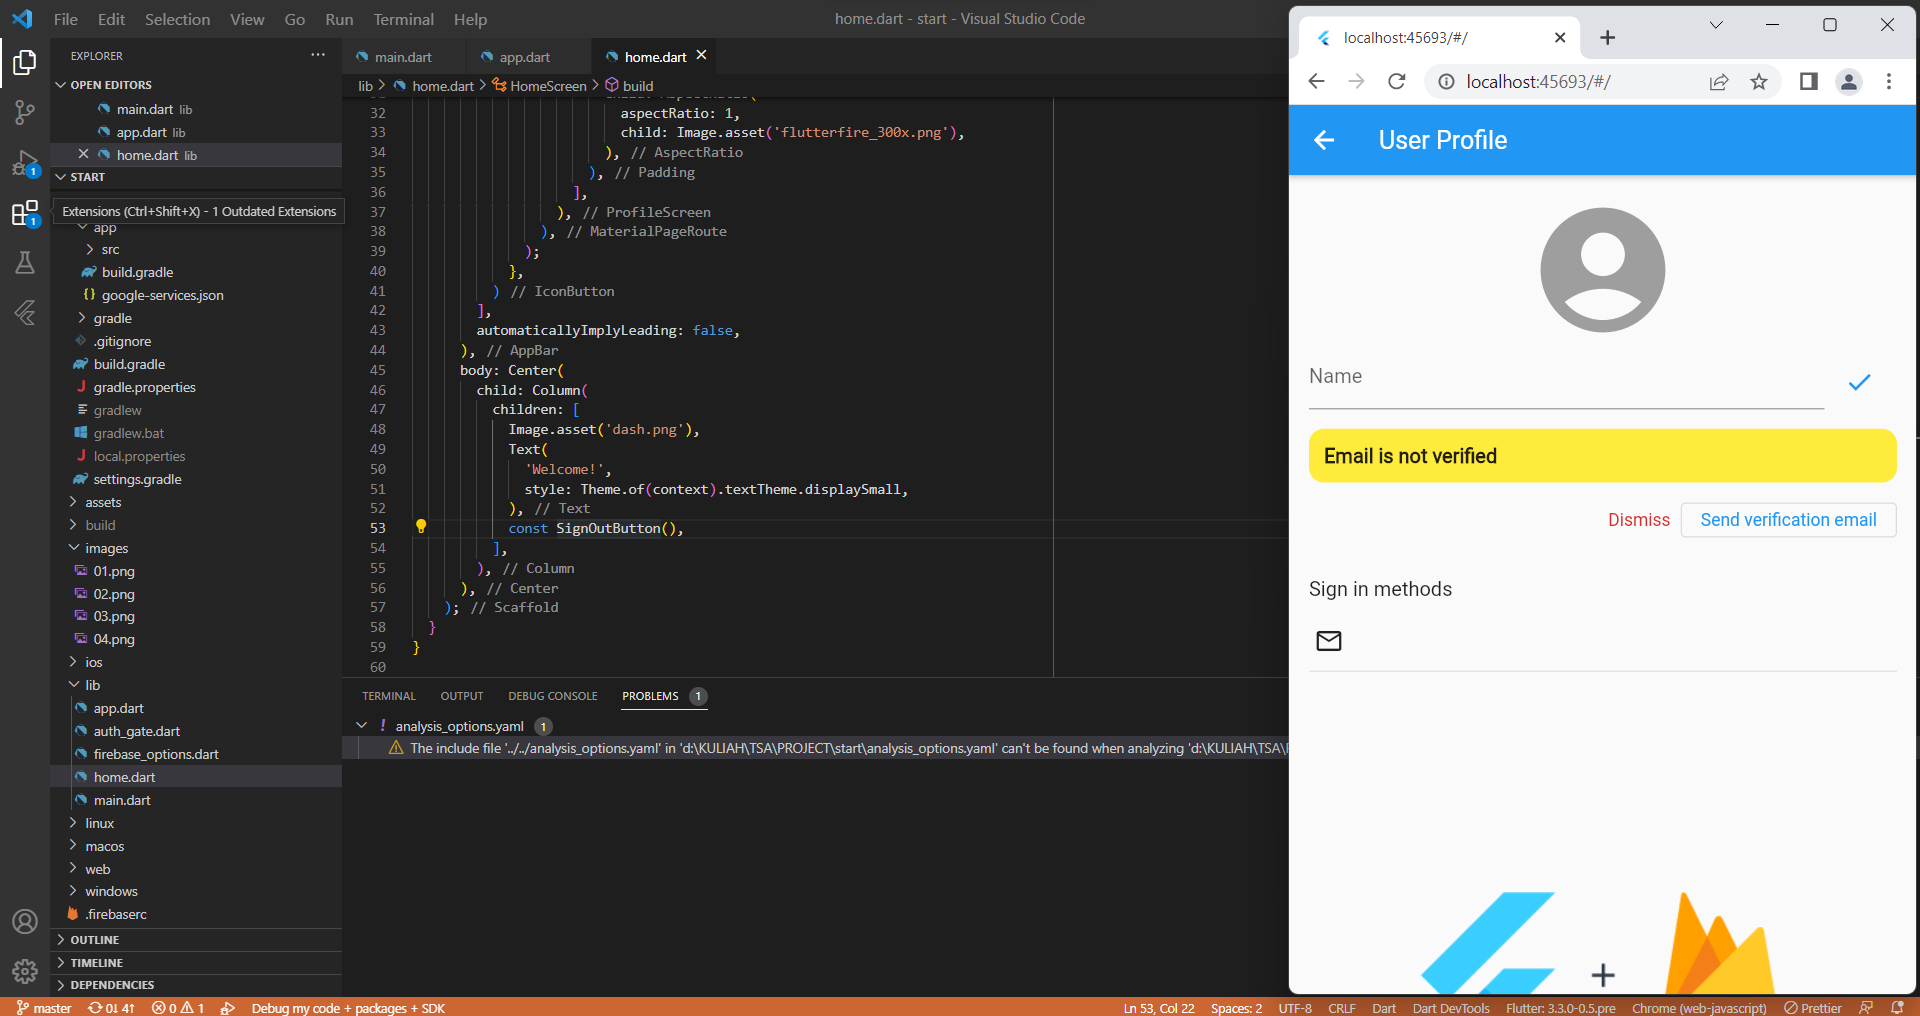 File Edit Selection View Go Run Terminal Help
home.dart - start - Visual Studio Code
EXPLORER
OPEN EDITORS
main.dart lib
app.dart lib
home.dart lib
START
Extensions (Ctrl+Shift+X) - 1 Outdated Extensions
1
1
app
src
build.gradle
google-services.json
gradle
.gitignore
build.gradle
gradle.properties
gradlew
gradlew.bat
local.properties
settings.gradle
assets
build
images
01.png
02.png
03.png
04.png
ios
lib
app.dart
auth_gate.dart
firebase_options.dart
home.dart
main.dart
linux
macos
web
windows
.firebaserc
OUTLINE
TIMELINE
DEPENDENCIES
main.dart app.dart home.dart
lib > home.dart > HomeScreen > build
32 aspectRatio: 1,
33 child: Image.asset('flutterfire_300x.png'),
34 ), // AspectRatio
35 ), // Padding
36 ],
37 ), // ProfileScreen
38 ), // MaterialPageRoute
39 );
40 },
41 ) // IconButton
42 ],
43 automaticallyImplyLeading: false,
44 ), // AppBar
45 body: Center(
46 child: Column(
47 children: [
48 Image.asset('dash.png'),
49 Text(
50 'Welcome!',
51 style: Theme.of(context).textTheme.displaySmall,
52 ), // Text
53 const SignOutButton(),
54 ],
55 ), // Column
56 ), // Center
57 ); // Scaffold
58 }
59 }
60
TERMINAL OUTPUT DEBUG CONSOLE PROBLEMS 1
! analysis_options.yaml 1
The include file '../../analysis_options.yaml' in 'd:\KULIAH\TSA\PROJECT\start\analysis_options.yaml' can't be found when analyzing 'd:\KULIAH\TSA\
localhost:45693/#/
localhost:45693/#/
User Profile
Name
Email is not verified
Dismiss Send verification email
Sign in methods
master 0↓ 4↑ 0 1 Debug my code + packages + SDK
Ln 53, Col 22 Spaces: 2 UTF-8 CRLF Dart Dart DevTools Flutter: 3.3.0-0.5.pre Chrome (web-javascript) Prettier